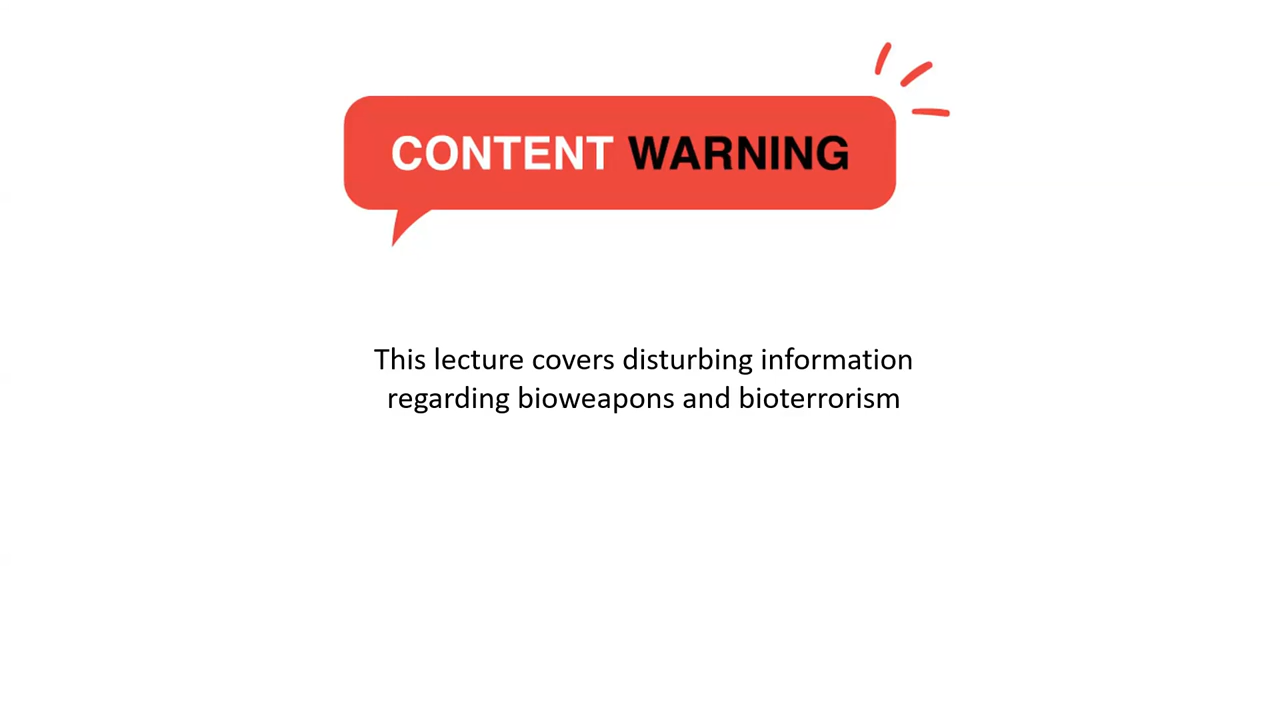 CONTENT WARNING
This lecture covers disturbing information
regarding bioweapons and bioterrorism